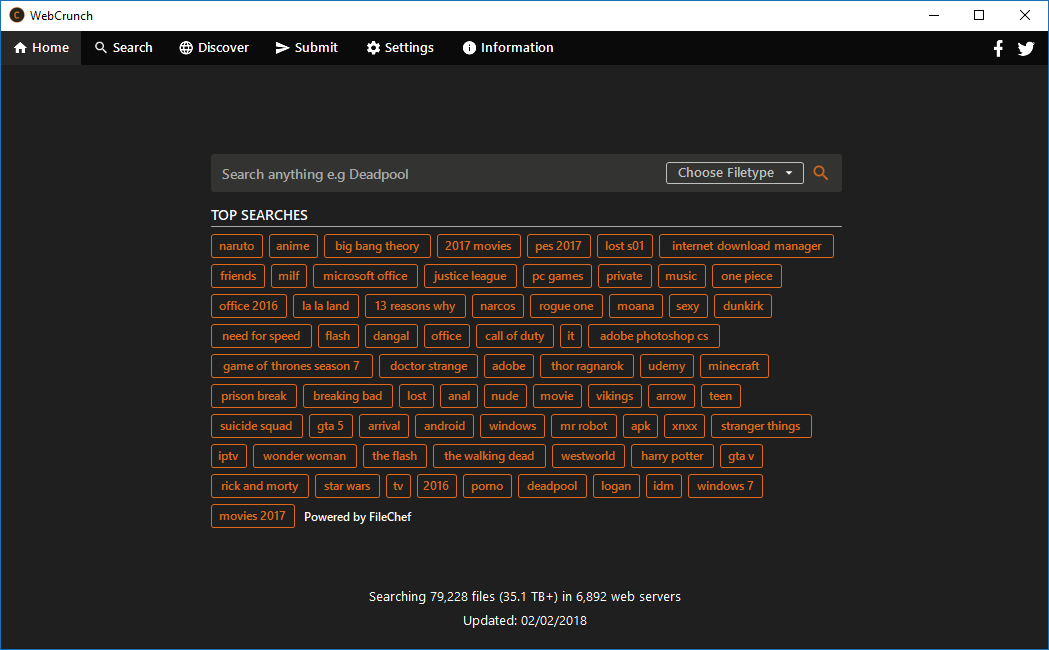 WebCrunch
Home Search Discover Submit Settings Information
Search anything e.g Deadpool Choose Filetype
TOP SEARCHES
naruto anime big bang theory 2017 movies pes 2017 lost s01 internet download manager
friends milf microsoft office justice league pc games private music one piece
office 2016 la la land 13 reasons why narcos rogue one moana sexy dunkirk
need for speed flash dangal office call of duty it adobe photoshop cs
game of thrones season 7 doctor strange adobe thor ragnarok udemy minecraft
prison break breaking bad lost anal nude movie vikings arrow teen
suicide squad gta 5 arrival android windows mr robot apk xnxx stranger things
iptv wonder woman the flash the walking dead westworld harry potter gta v
rick and morty star wars tv 2016 porno deadpool logan idm windows 7
movies 2017 Powered by FileChef
Searching 79,228 files (35.1 TB+) in 6,892 web servers
Updated: 02/02/2018